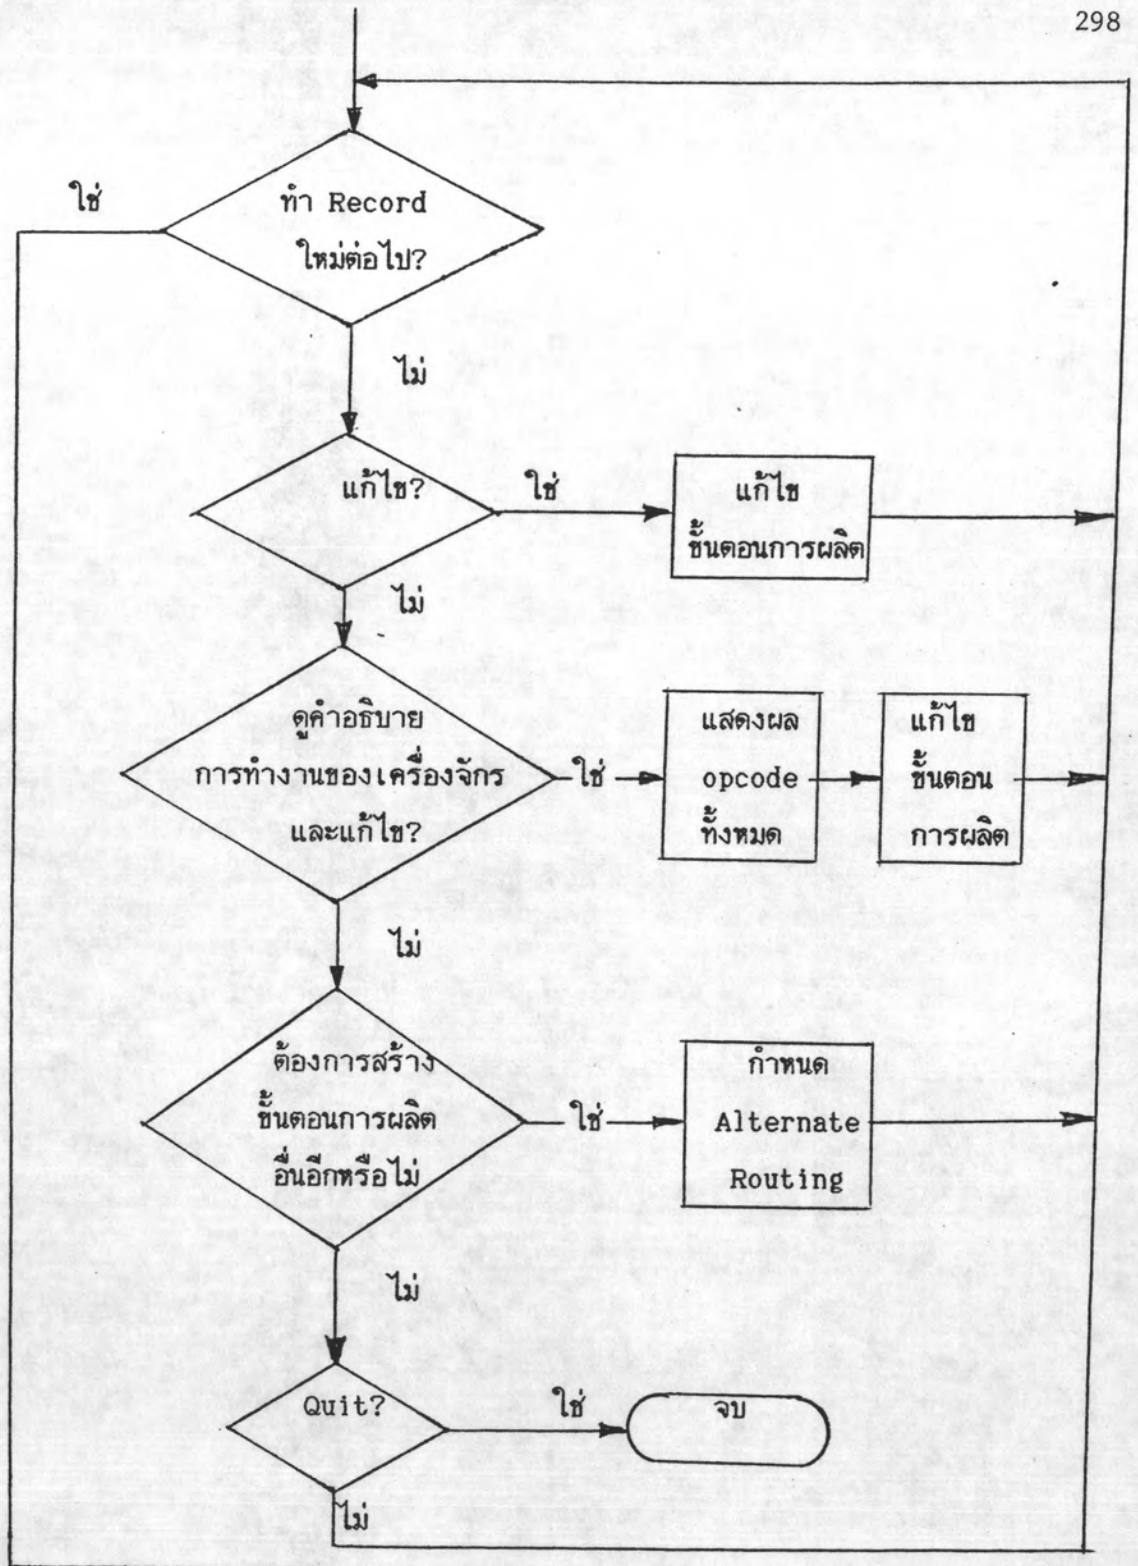 298
ใช่
ทำ Record
ใหม่ต่อไป?
ไม่
แก้ไข?
ใช่
แก้ไข
ขั้นตอนการผลิต
ไม่
ดูคำอธิบาย
การทำงานของเครื่องจักร
และแก้ไข?
ใช่
แสดงผล
opcode
ทั้งหมด
แก้ไข
ขั้นตอน
การผลิต
ไม่
ต้องการสร้าง
ขั้นตอนการผลิต
อื่นอีกหรือไม่
ใช่
กำหนด
Alternate
Routing
ไม่
Quit?
ใช่
จบ
ไม่